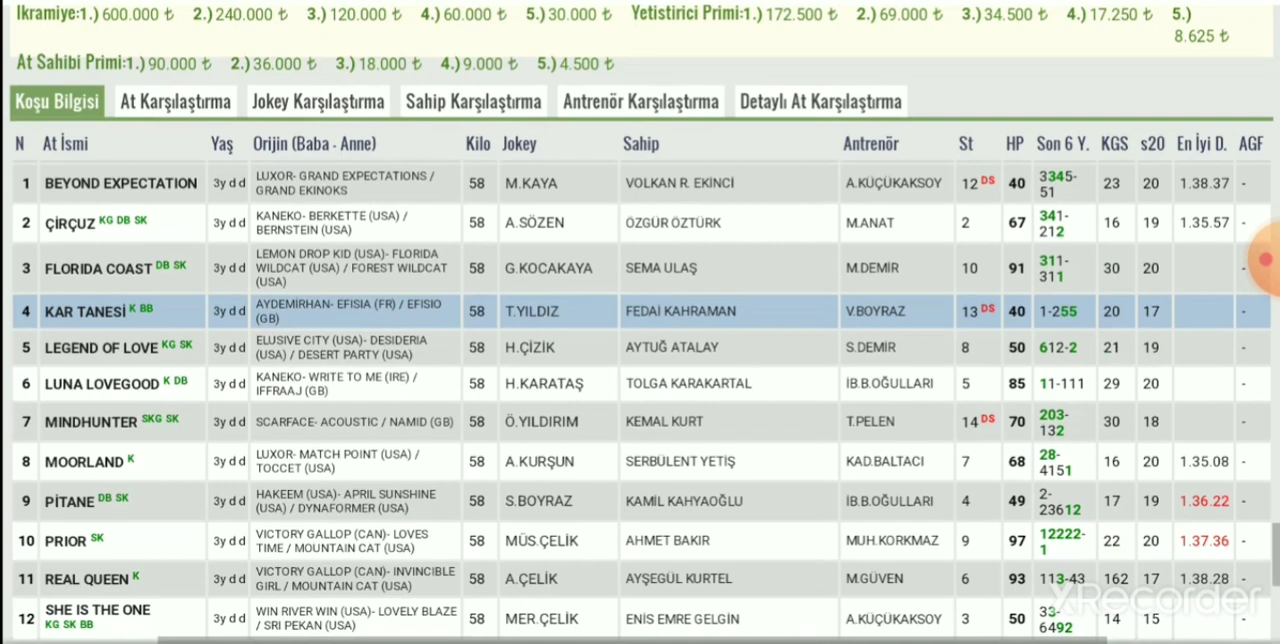 İkramiye:1.) 600.000 ₺ 2.) 240.000 ₺ 3.) 120.000 ₺ 4.) 60.000 ₺ 5.) 30.000 ₺ Yetistirici Primi:1.) 172.500 ₺ 2.) 69.000 ₺ 3.) 34.500 ₺ 4.) 17.250 ₺ 5.)
8.625 ₺
At Sahibi Primi:1.) 90.000 ₺ 2.) 36.000 ₺ 3.) 18.000 ₺ 4.) 9.000 ₺ 5.) 4.500 ₺
Koşu Bilgisi At Karşılaştırma Jokey Karşılaştırma Sahip Karşılaştırma Antrenör Karşılaştırma Detaylı At Karşılaştırma
N At İsmi Yaş Orijin (Baba - Anne) Kilo Jokey Sahip Antrenör St HP Son 6 Y. KGS s20 En İyi D. AGF
1 BEYOND EXPECTATION 3y d d LUXOR- GRAND EXPECTATIONS / GRAND EKINOKS 58 M.KAYA VOLKAN R. EKİNCİ A.KÜÇÜKAKSOY 12 DS 40 3345-51 23 20 1.38.37 -
2 ÇİRÇUZ KG DB SK 3y d d KANEKO- BERKETTE (USA) / BERNSTEIN (USA) 58 A.SÖZEN ÖZGÜR ÖZTÜRK M.ANAT 2 67 341-212 16 19 1.35.57 -
3 FLORIDA COAST DB SK 3y d d LEMON DROP KID (USA)- FLORIDA WILDCAT (USA) / FOREST WILDCAT (USA) 58 G.KOCAKAYA SEMA ULAŞ M.DEMİR 10 91 311-311 30 20 -
4 KAR TANESİ K BB 3y d d AYDEMİRHAN- EFISIA (FR) / EFISIO (GB) 58 T.YILDIZ FEDAİ KAHRAMAN V.BOYRAZ 13 DS 40 1-255 20 17 -
5 LEGEND OF LOVE KG SK 3y d d ELUSIVE CITY (USA)- DESIDERIA (USA) / DESERT PARTY (USA) 58 H.ÇİZİK AYTUĞ ATALAY S.DEMİR 8 50 612-2 21 19 -
6 LUNA LOVEGOOD K DB 3y d d KANEKO- WRITE TO ME (IRE) / IFFRAAJ (GB) 58 H.KARATAŞ TOLGA KARAKARTAL İB.B.OĞULLARI 5 85 11-111 29 20 -
7 MINDHUNTER SKG SK 3y d d SCARFACE- ACOUSTIC / NAMID (GB) 58 Ö.YILDIRIM KEMAL KURT T.PELEN 14 DS 70 203-132 30 18 -
8 MOORLAND K 3y d d LUXOR- MATCH POINT (USA) / TOCCET (USA) 58 A.KURŞUN SERBÜLENT YETİŞ KAD.BALTACI 7 68 28-4151 16 20 1.35.08 -
9 PİTANE DB SK 3y d d HAKEEM (USA)- APRIL SUNSHINE (USA) / DYNAFORMER (USA) 58 S.BOYRAZ KAMİL KAHYAOĞLU İB.B.OĞULLARI 4 49 2-23612 17 19 1.36.22 -
10 PRIOR SK 3y d d VICTORY GALLOP (CAN)- LOVES TIME / MOUNTAIN CAT (USA) 58 MÜS.ÇELİK AHMET BAKIR MUH.KORKMAZ 9 97 12222-1 22 20 1.37.36 -
11 REAL QUEEN K 3y d d VICTORY GALLOP (CAN)- INVINCIBLE GIRL / MOUNTAIN CAT (USA) 58 A.ÇELİK AYŞEGÜL KURTEL M.GÜVEN 6 93 113-43 162 17 1.38.28 -
12 SHE IS THE ONE KG SK BB 3y d d WIN RIVER WIN (USA)- LOVELY BLAZE / SRI PEKAN (USA) 58 MER.ÇELİK ENİS EMRE GELGİN A.KÜÇÜKAKSOY 3 50 33-6492 14 15 -
XRecorder